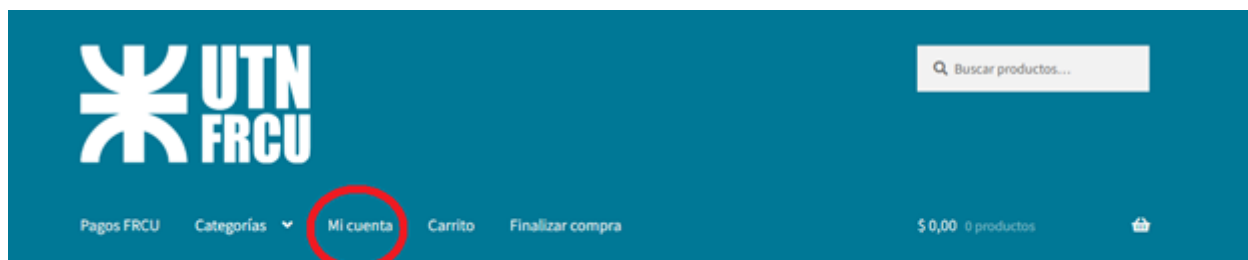 UTN
FRCU
Buscar productos...
Pagos FRCU Categorías Mi cuenta Carrito Finalizar compra $ 0,00 0 productos